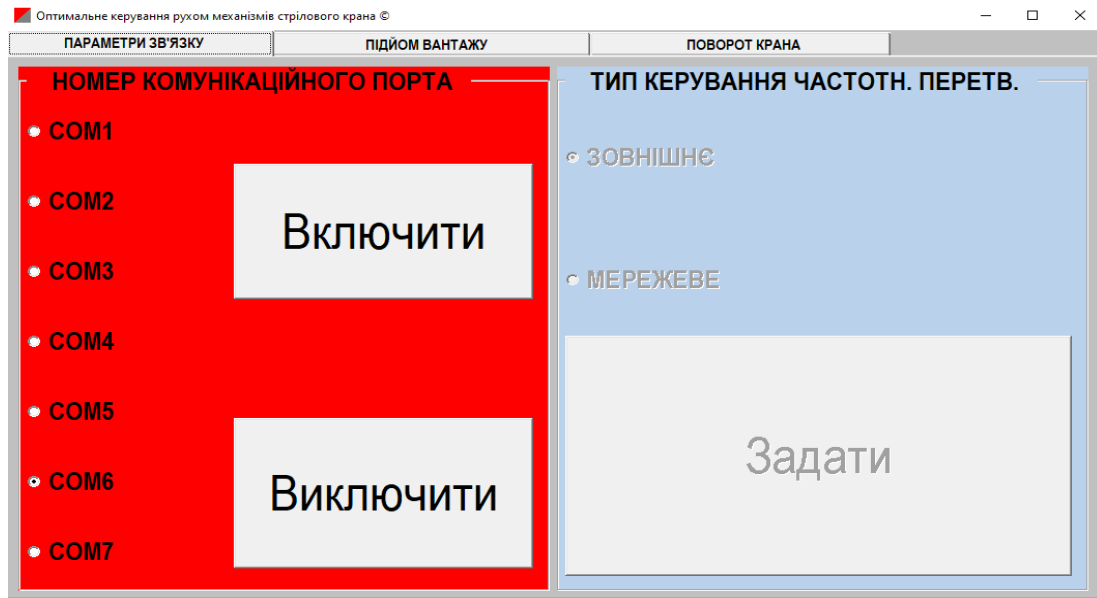 Оптимальне керування рухом механізмів стрілового крана ©
ПАРАМЕТРИ ЗВ'ЯЗКУ
ПІДЙОМ ВАНТАЖУ
ПОВОРОТ КРАНА
НОМЕР КОМУНІКАЦІЙНОГО ПОРТА
COM1
COM2
COM3
COM4
COM5
COM6
COM7
Включити
Виключити
ТИП КЕРУВАННЯ ЧАСТОТН. ПЕРЕТВ.
ЗОВНІШНЄ
МЕРЕЖЕВЕ
Задати